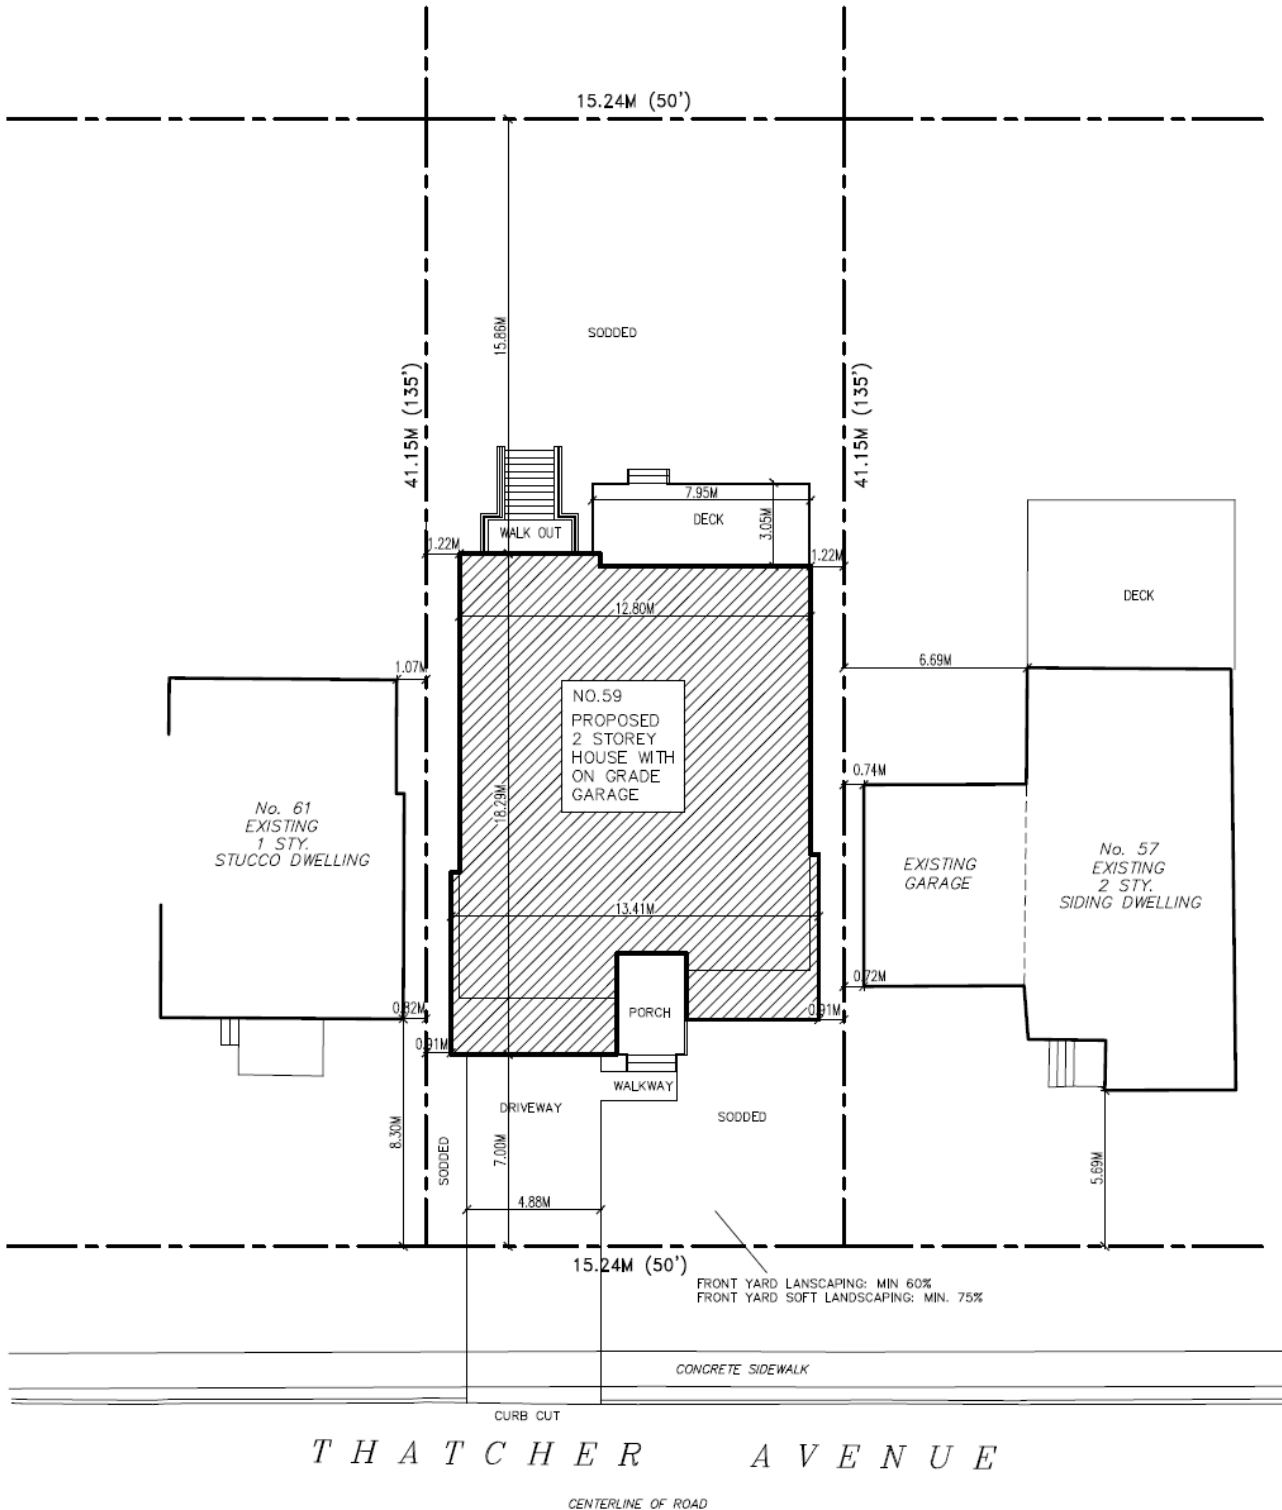 15.24M (50')
15.86M
SODDED
41.15M (135')
41.15M (135')
7.95M
WALK OUT
DECK
3.05M
1.22M
1.22M
DECK
12.80M
1.07M
6.69M
NO.59
PROPOSED
2 STOREY
HOUSE WITH
ON GRADE
GARAGE
0.74M
18.29M
No. 61
EXISTING
1 STY.
STUCCO DWELLING
EXISTING
GARAGE
No. 57
EXISTING
2 STY.
SIDING DWELLING
13.41M
0.72M
0.82M
PORCH
0.91M
0.91M
WALKWAY
DRIVEWAY
SODDED
8.30M
SODDED
7.00M
5.69M
4.88M
15.24M (50')
FRONT YARD LANSCAPING: MIN 60%
FRONT YARD SOFT LANDSCAPING: MIN. 75%
CONCRETE SIDEWALK
CURB CUT
THATCHER AVENUE
CENTERLINE OF ROAD